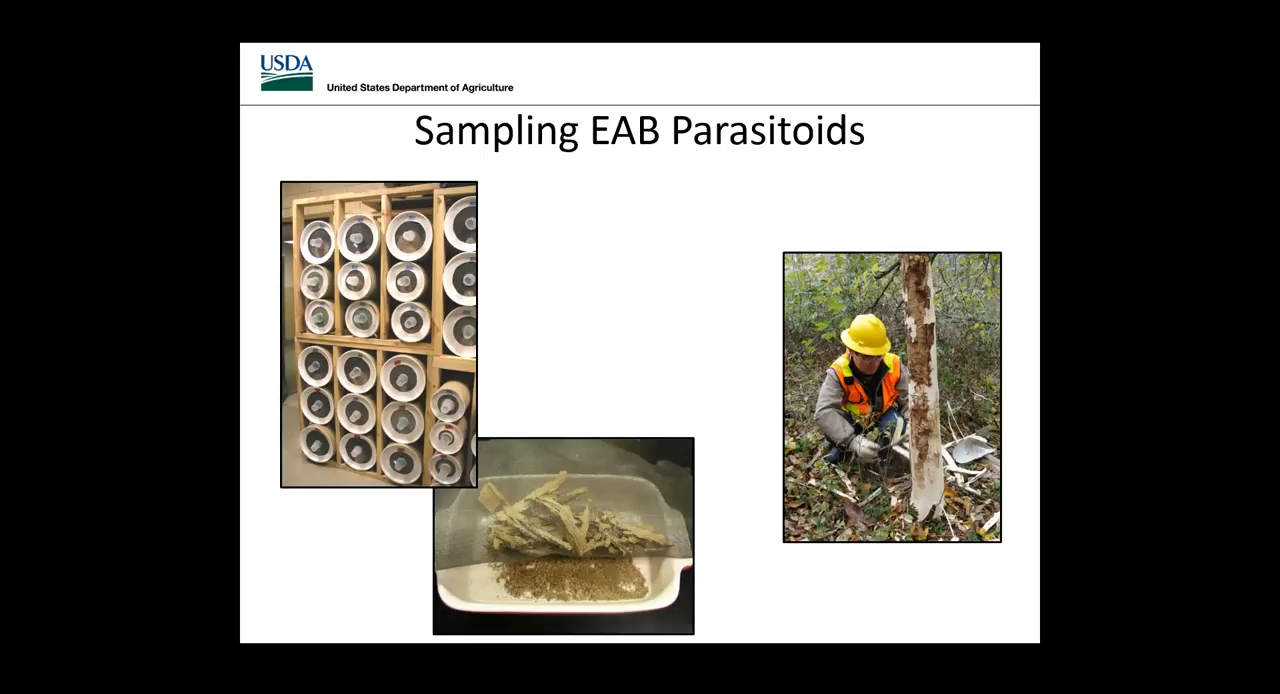 USDA
United States Department of Agriculture
Sampling EAB Parasitoids